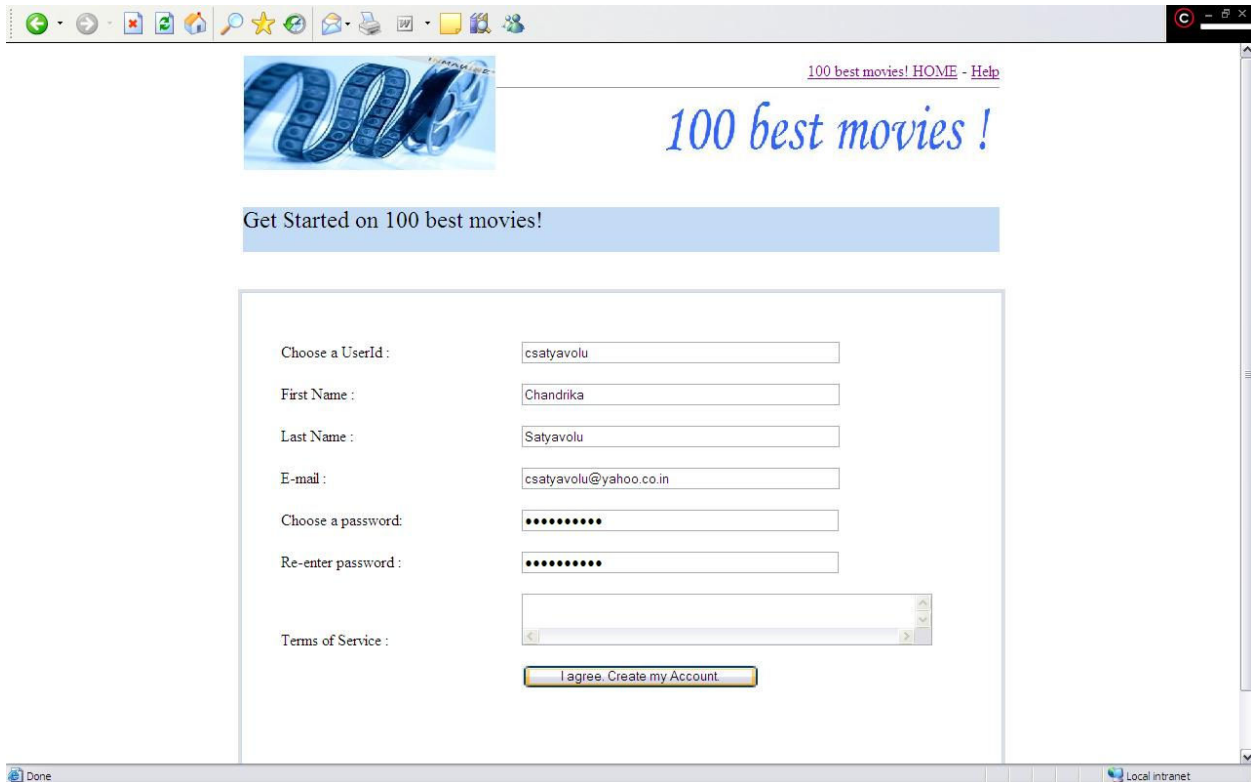 100 best movies! HOME - Help
INMAGINE
100 best movies !
Get Started on 100 best movies!
Choose a UserId : csatyavolu
First Name : Chandrika
Last Name : Satyavolu
E-mail : csatyavolu@yahoo.co.in
Choose a password: ••••••••••
Re-enter password : ••••••••••
Terms of Service :
I agree. Create my Account.
Done
Local intranet